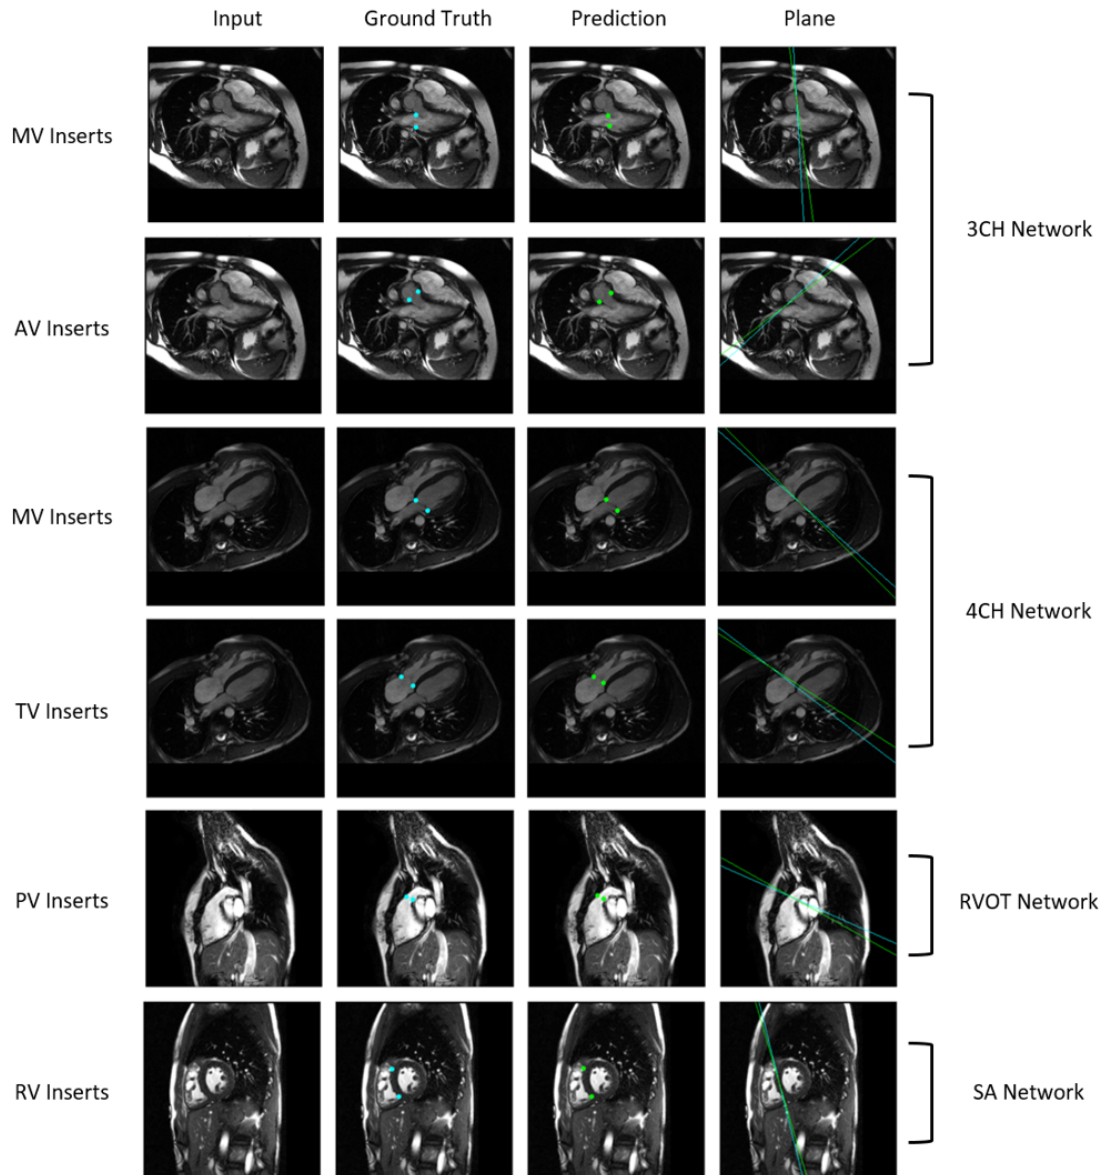 Input Ground Truth Prediction Plane
MV Inserts
3CH Network
AV Inserts
MV Inserts
4CH Network
TV Inserts
PV Inserts RVOT Network
RV Inserts SA Network